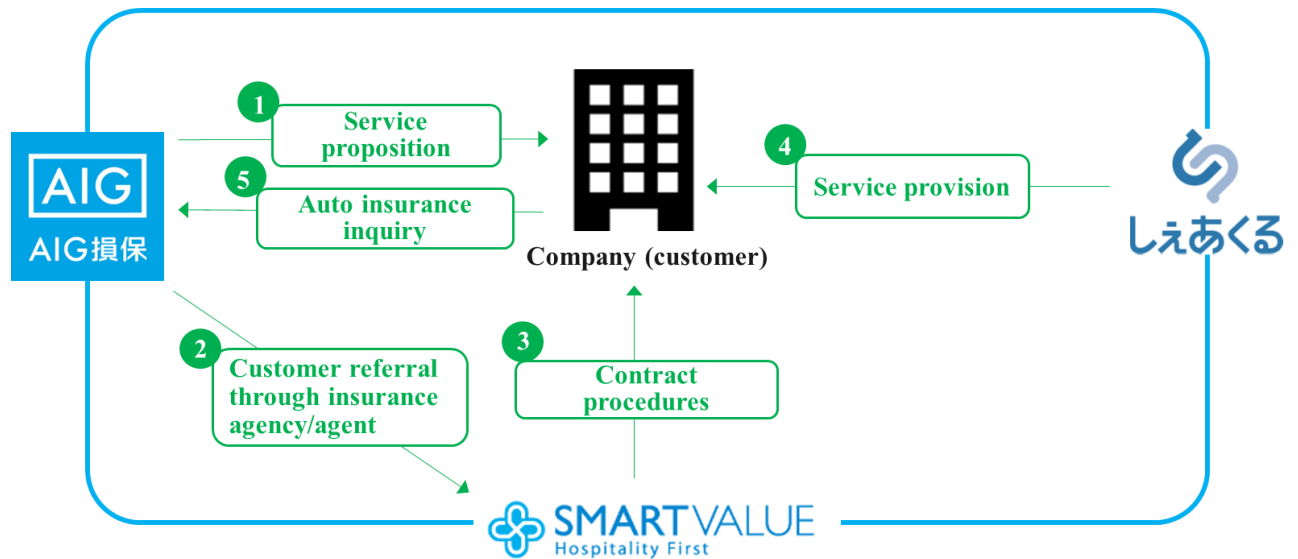 1
Service
proposition
4
Service provision
AIG
AIG損保
5
Auto insurance
inquiry
しぇあくる
Company (customer)
2
Customer referral
through insurance
agency/agent
3
Contract
procedures
SMARTVALUE
Hospitality First